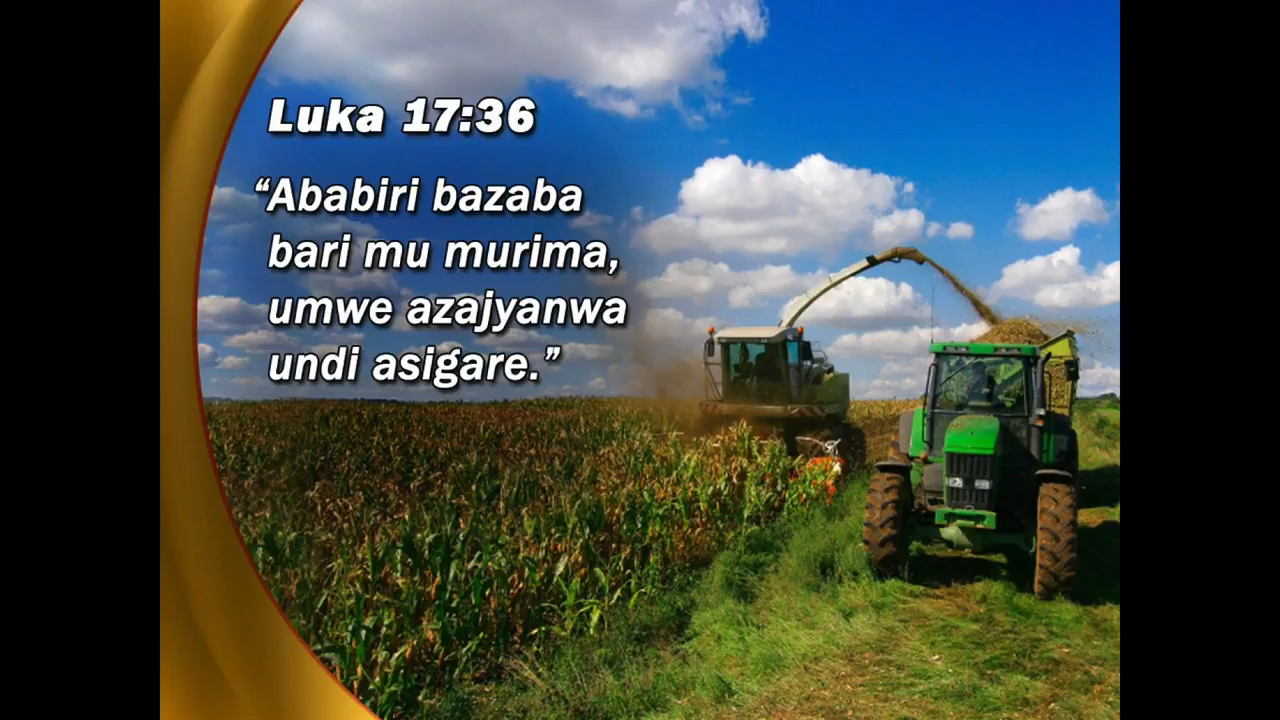 Luka 17:36
“Ababiri bazaba
bari mu murima,
umwe azajyanwa
undi asigare.”